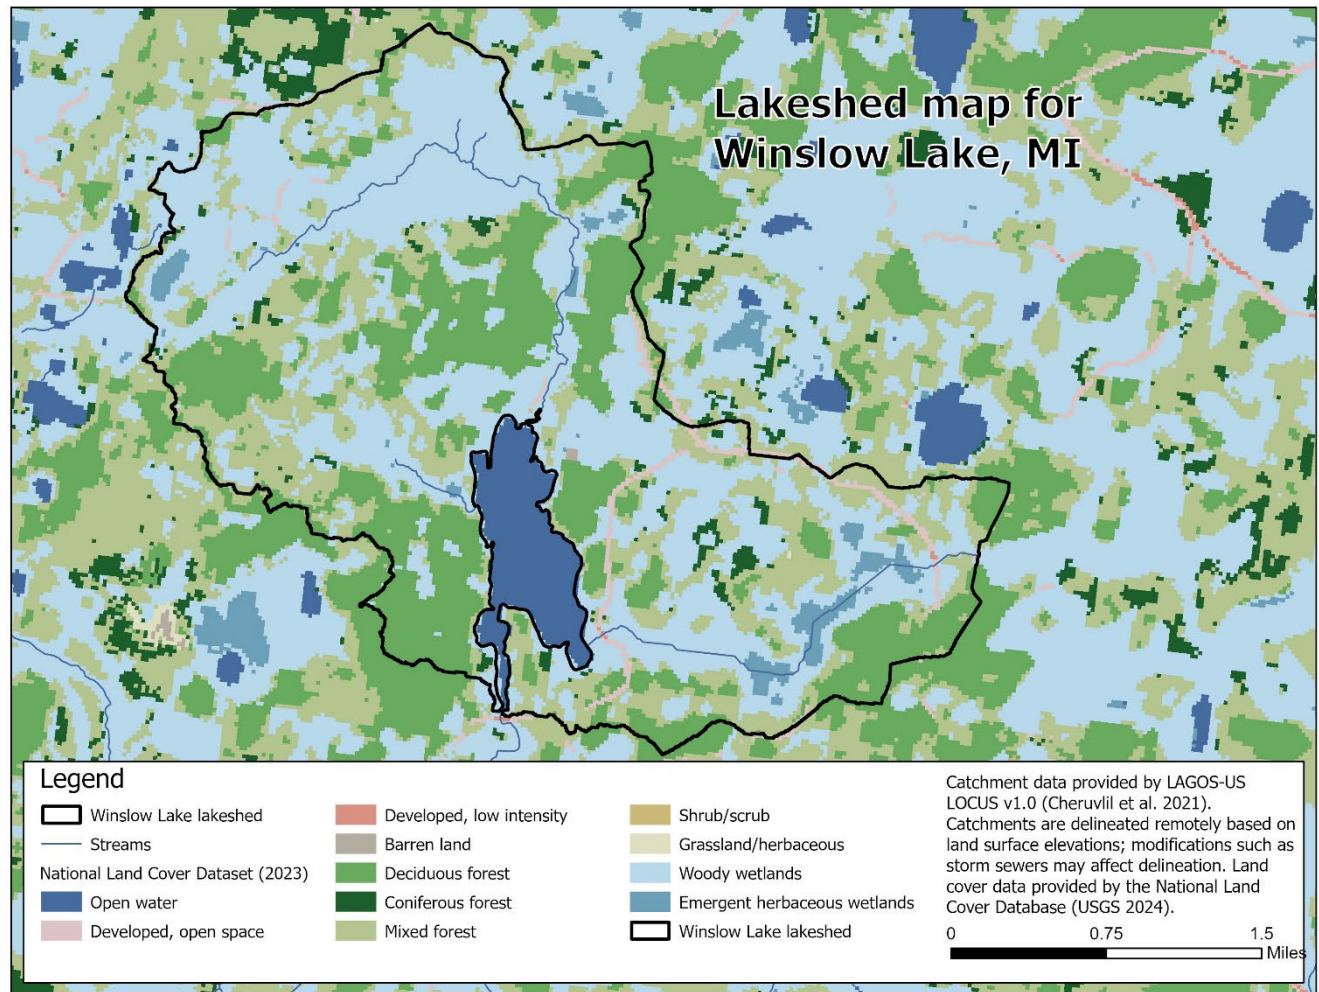 Lakeshed map for
Winslow Lake, MI
Legend
Winslow Lake lakeshed
Streams
National Land Cover Dataset (2023)
Open water
Developed, open space
Developed, low intensity
Barren land
Deciduous forest
Coniferous forest
Mixed forest
Shrub/scrub
Grassland/herbaceous
Woody wetlands
Emergent herbaceous wetlands
Winslow Lake lakeshed
Catchment data provided by LAGOS-US
LOCUS v1.0 (Cheruvlil et al. 2021).
Catchments are delineated remotely based on
land surface elevations; modifications such as
storm sewers may affect delineation. Land
cover data provided by the National Land
Cover Database (USGS 2024).
0 0.75 1.5
Miles